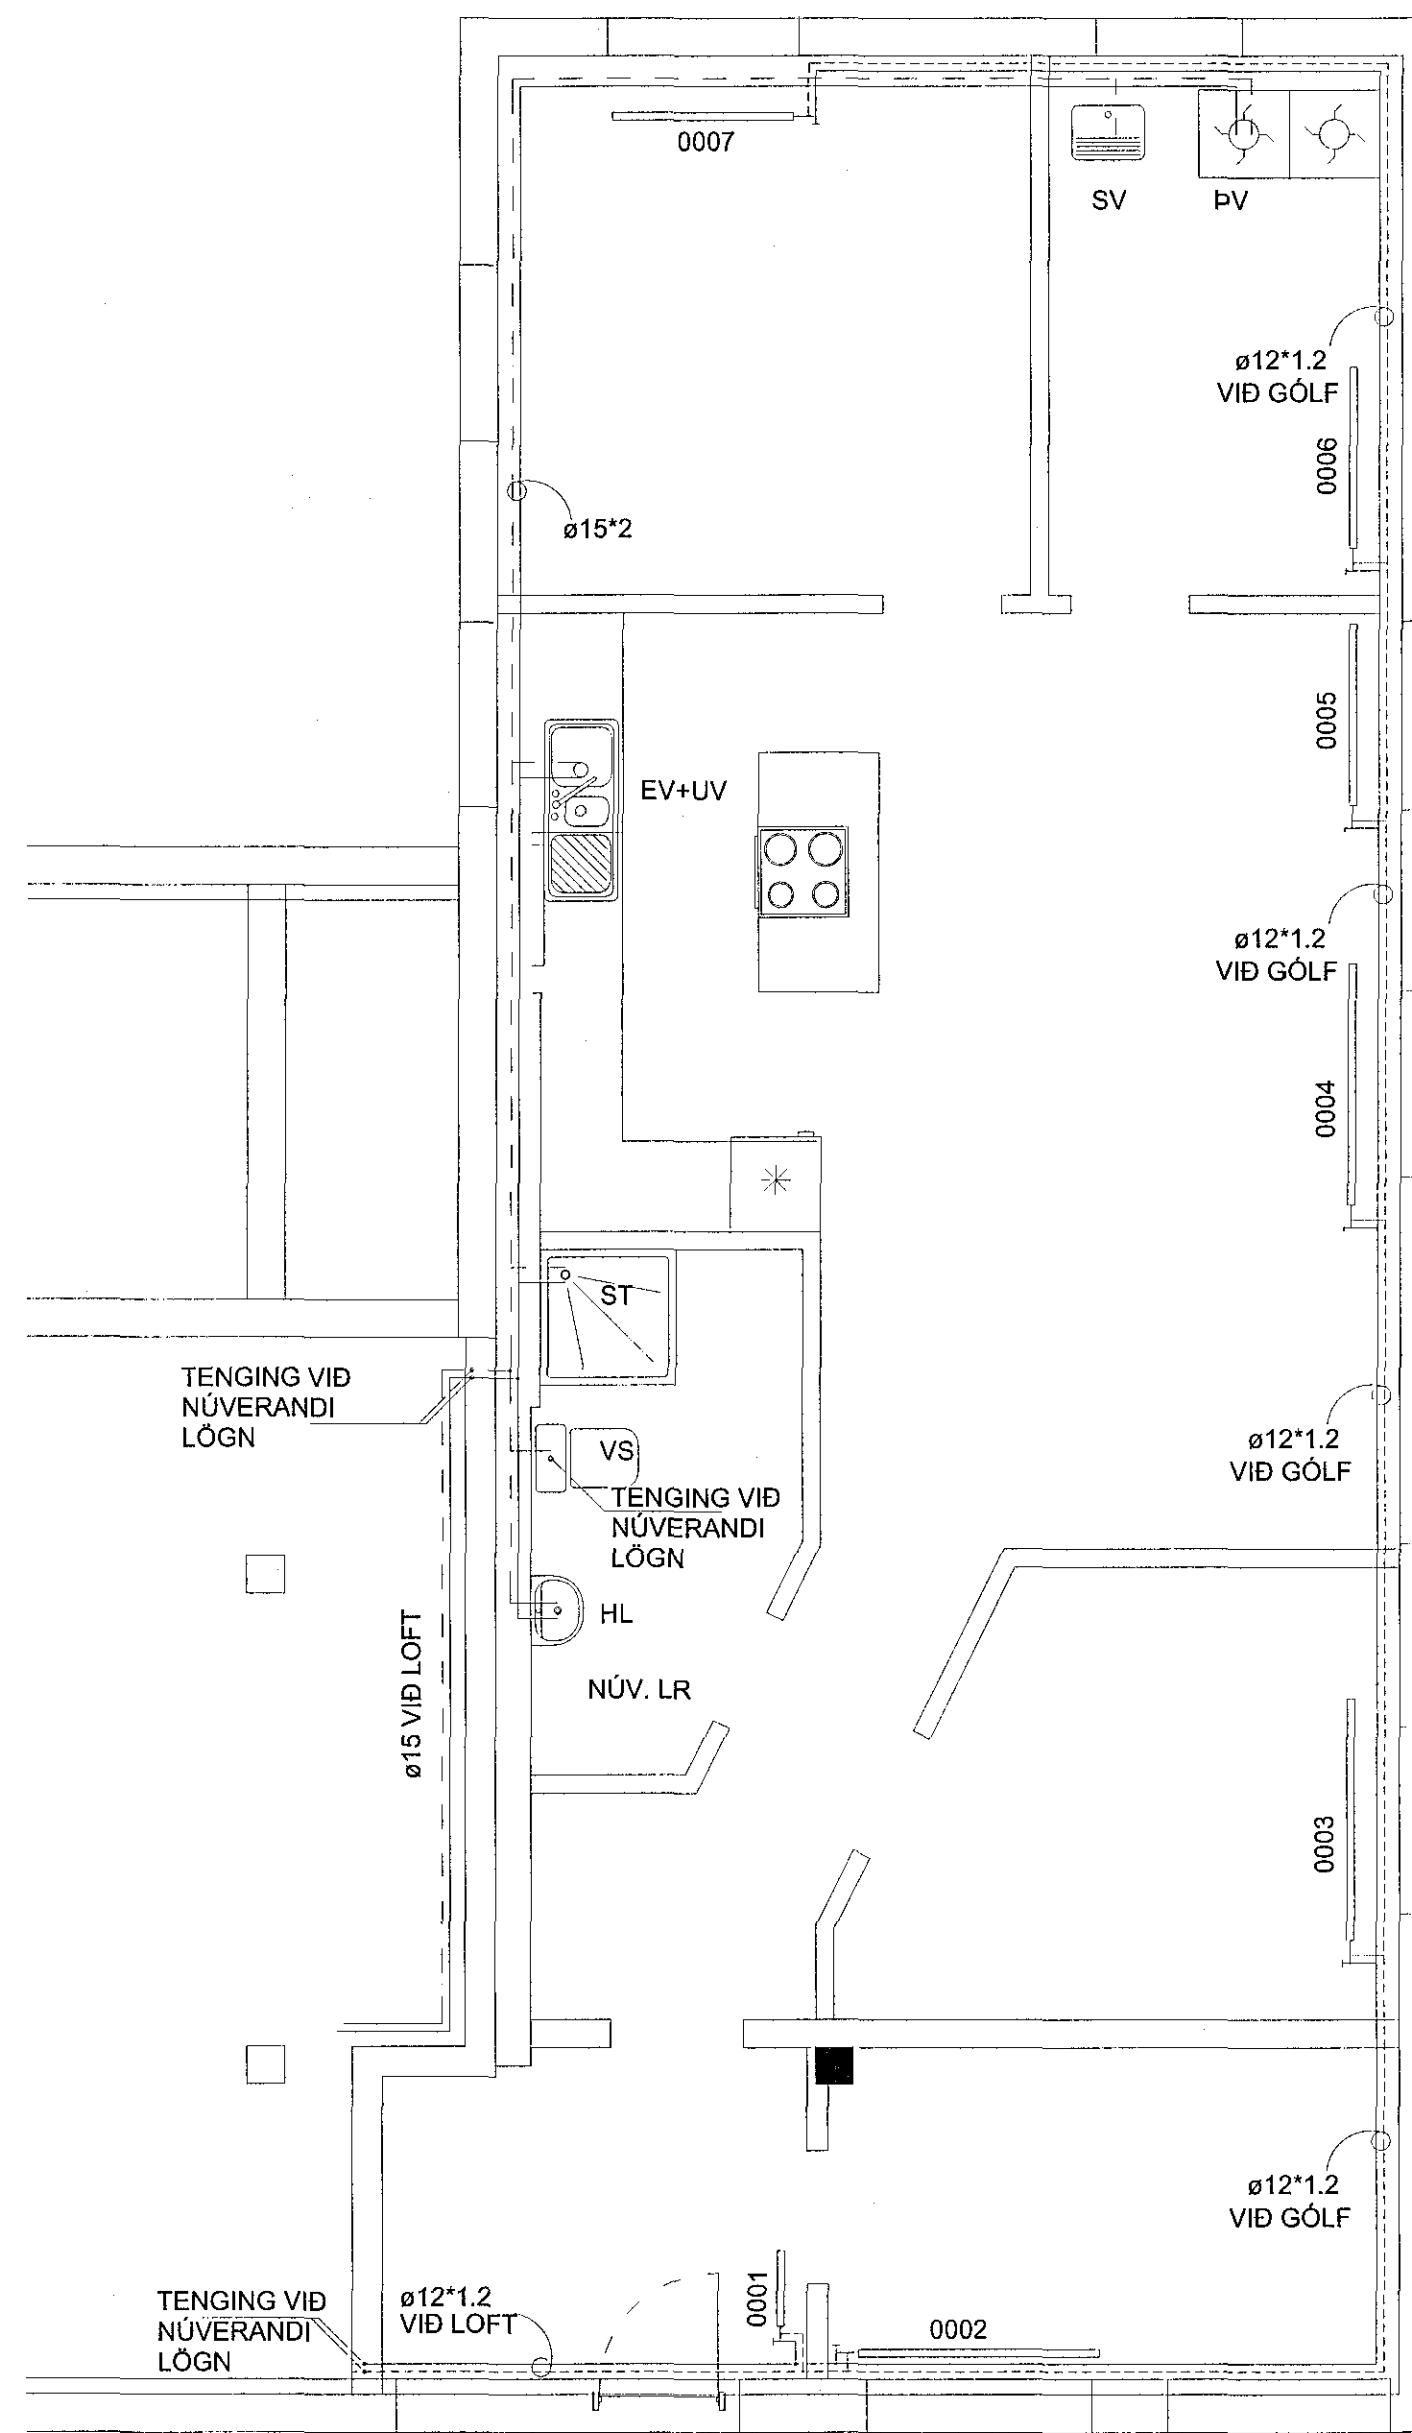 0007
SV
ÞV
ø12*1.2
VIÐ GÓLF
0006
ø15*2
0005
EV+UV
ø12*1.2
VIÐ GÓLF
0004
ST
TENGING VIÐ
NÚVERANDI
LÖGN
VS
TENGING VIÐ
NÚVERANDI
LÖGN
ø12*1.2
VIÐ GÓLF
HL
ø15 VIÐ LOFT
NÚV. LR
0003
ø12*1.2
VIÐ GÓLF
TENGING VIÐ
NÚVERANDI
LÖGN
ø12*1.2
VIÐ LOFT
0001
0002